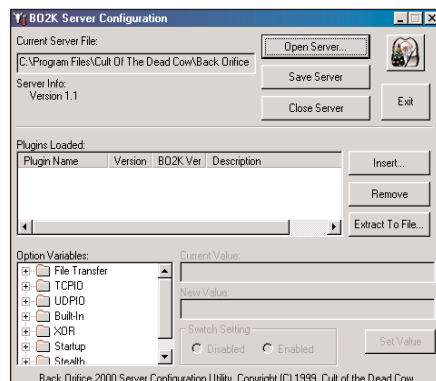 BO2K Server Configuration
Current Server File:
Open Server...
C:\Program Files\Cult Of The Dead Cow\Back Orifice
Server Info:
Version 1.1
Save Server
Close Server
Exit
Plugins Loaded:
Plugin Name Version BO2K Ver Description
Insert...
Remove
Extract To File...
Option Variables:
File Transfer
TCPIO
UDPIO
Built-In
XOR
Startup
Stealth
Current Value:
New Value:
Switch Setting
Disabled Enabled
Set Value
Back Orifice 2000 Server Configuration Utility, Copyright (C) 1999, Cult of the Dead Cow